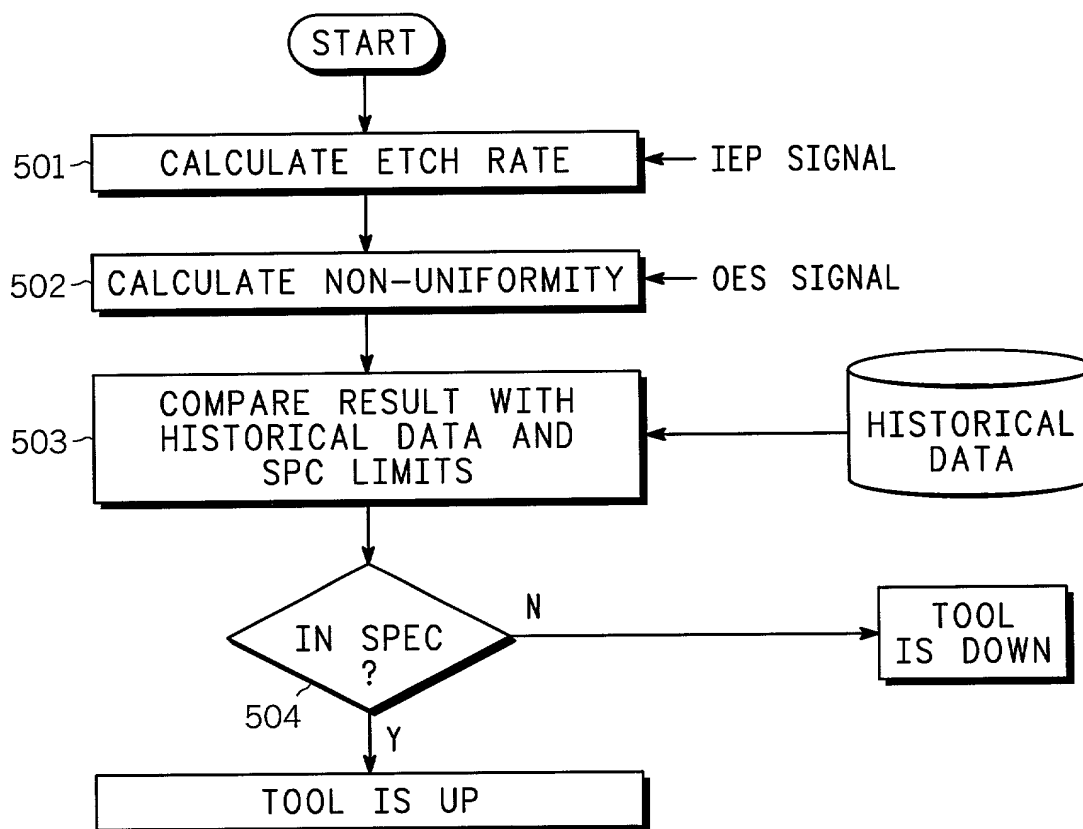 START
501
CALCULATE ETCH RATE
IEP SIGNAL
502
CALCULATE NON-UNIFORMITY
OES SIGNAL
503
COMPARE RESULT WITH
HISTORICAL DATA AND
SPC LIMITS
HISTORICAL
DATA
IN SPEC
?
504
N
TOOL
IS DOWN
Y
TOOL IS UP